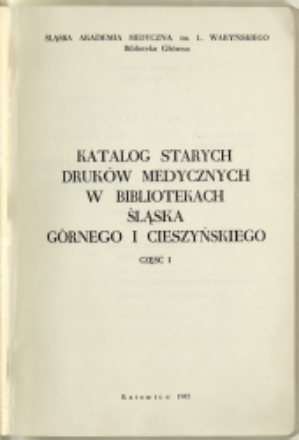 ŚLĄSKA AKADEMIA MEDYCZNA im. L. WARYŃSKIEGO
Biblioteka Główna
KATALOG STARYCH
DRUKÓW MEDYCZNYCH
W BIBLIOTEKACH
ŚLĄSKA
GÓRNEGO I CIESZYŃSKIEGO
CZĘŚĆ I
Katowice